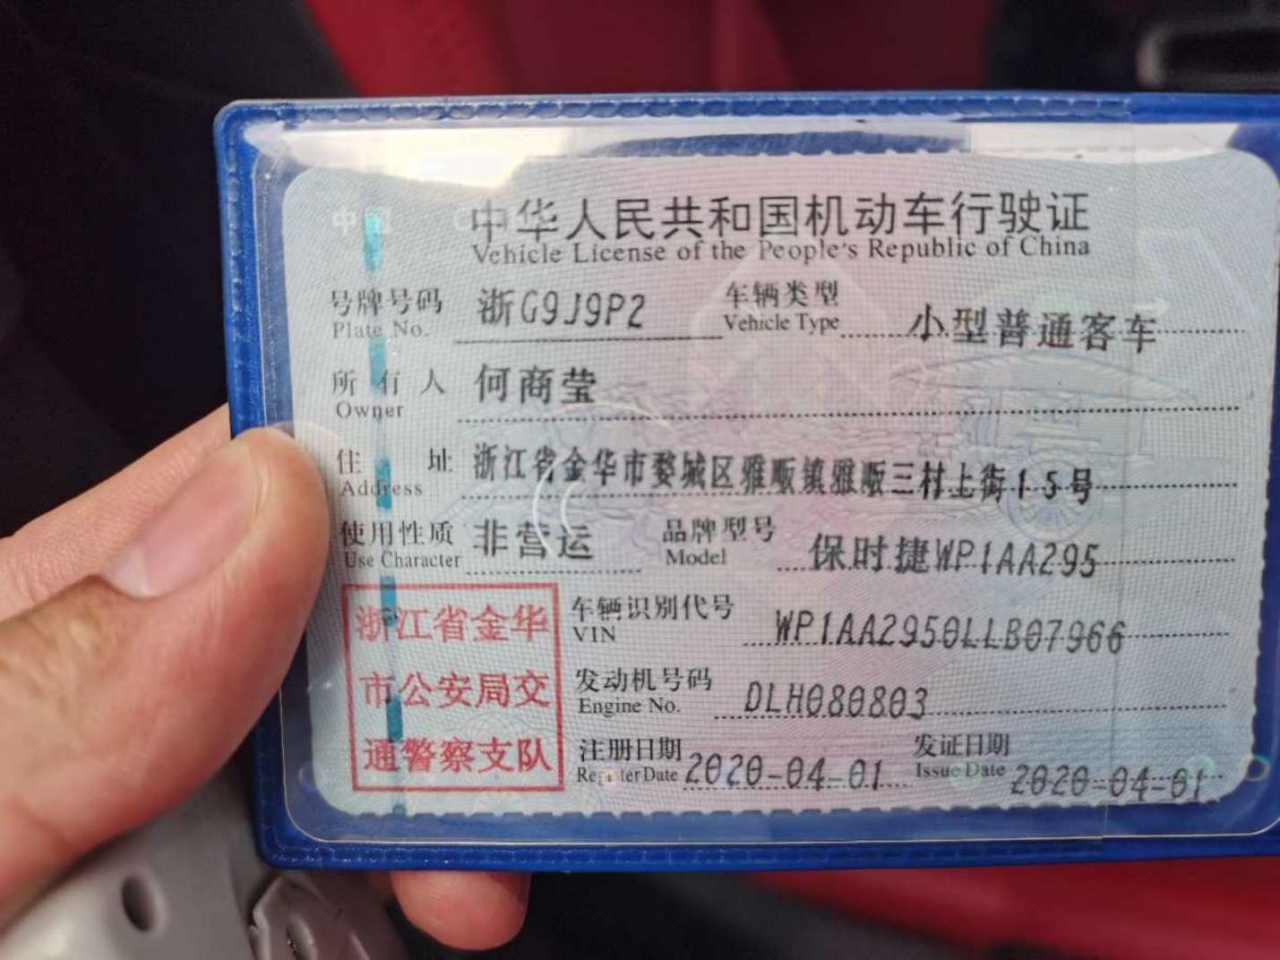 中国
中华人民共和国机动车行驶证
Vehicle License of the People's Republic of China
号牌号码 浙G9J9P2 车辆类型 小型普通客车
Plate No. Vehicle Type
所有人 何商莹
Owner
住址 浙江省金华市婺城区雅畈镇雅畈三村上街15号
Address
使用性质 非营运 品牌型号 保时捷WP1AA295
Use Character Model
浙江省金华
市公安局交
通警察支队
车辆识别代号 WP1AA2950LLB07966
VIN
发动机号码 DLH080803
Engine No.
注册日期 2020-04-01 发证日期 2020-04-01
Register Date Issue Date